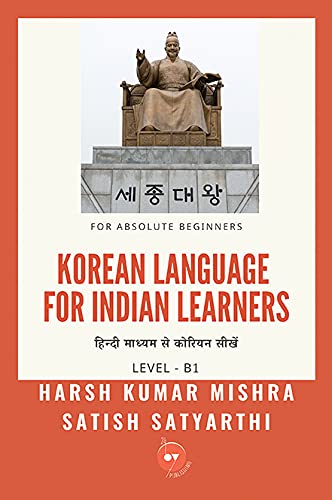 세종대왕
FOR ABSOLUTE BEGINNERS
KOREAN LANGUAGE
FOR INDIAN LEARNERS
हिन्दी माध्यम से कोरियन सीखें
LEVEL - B1
HARSH KUMAR MISHRA
SATISH SATYARTHI